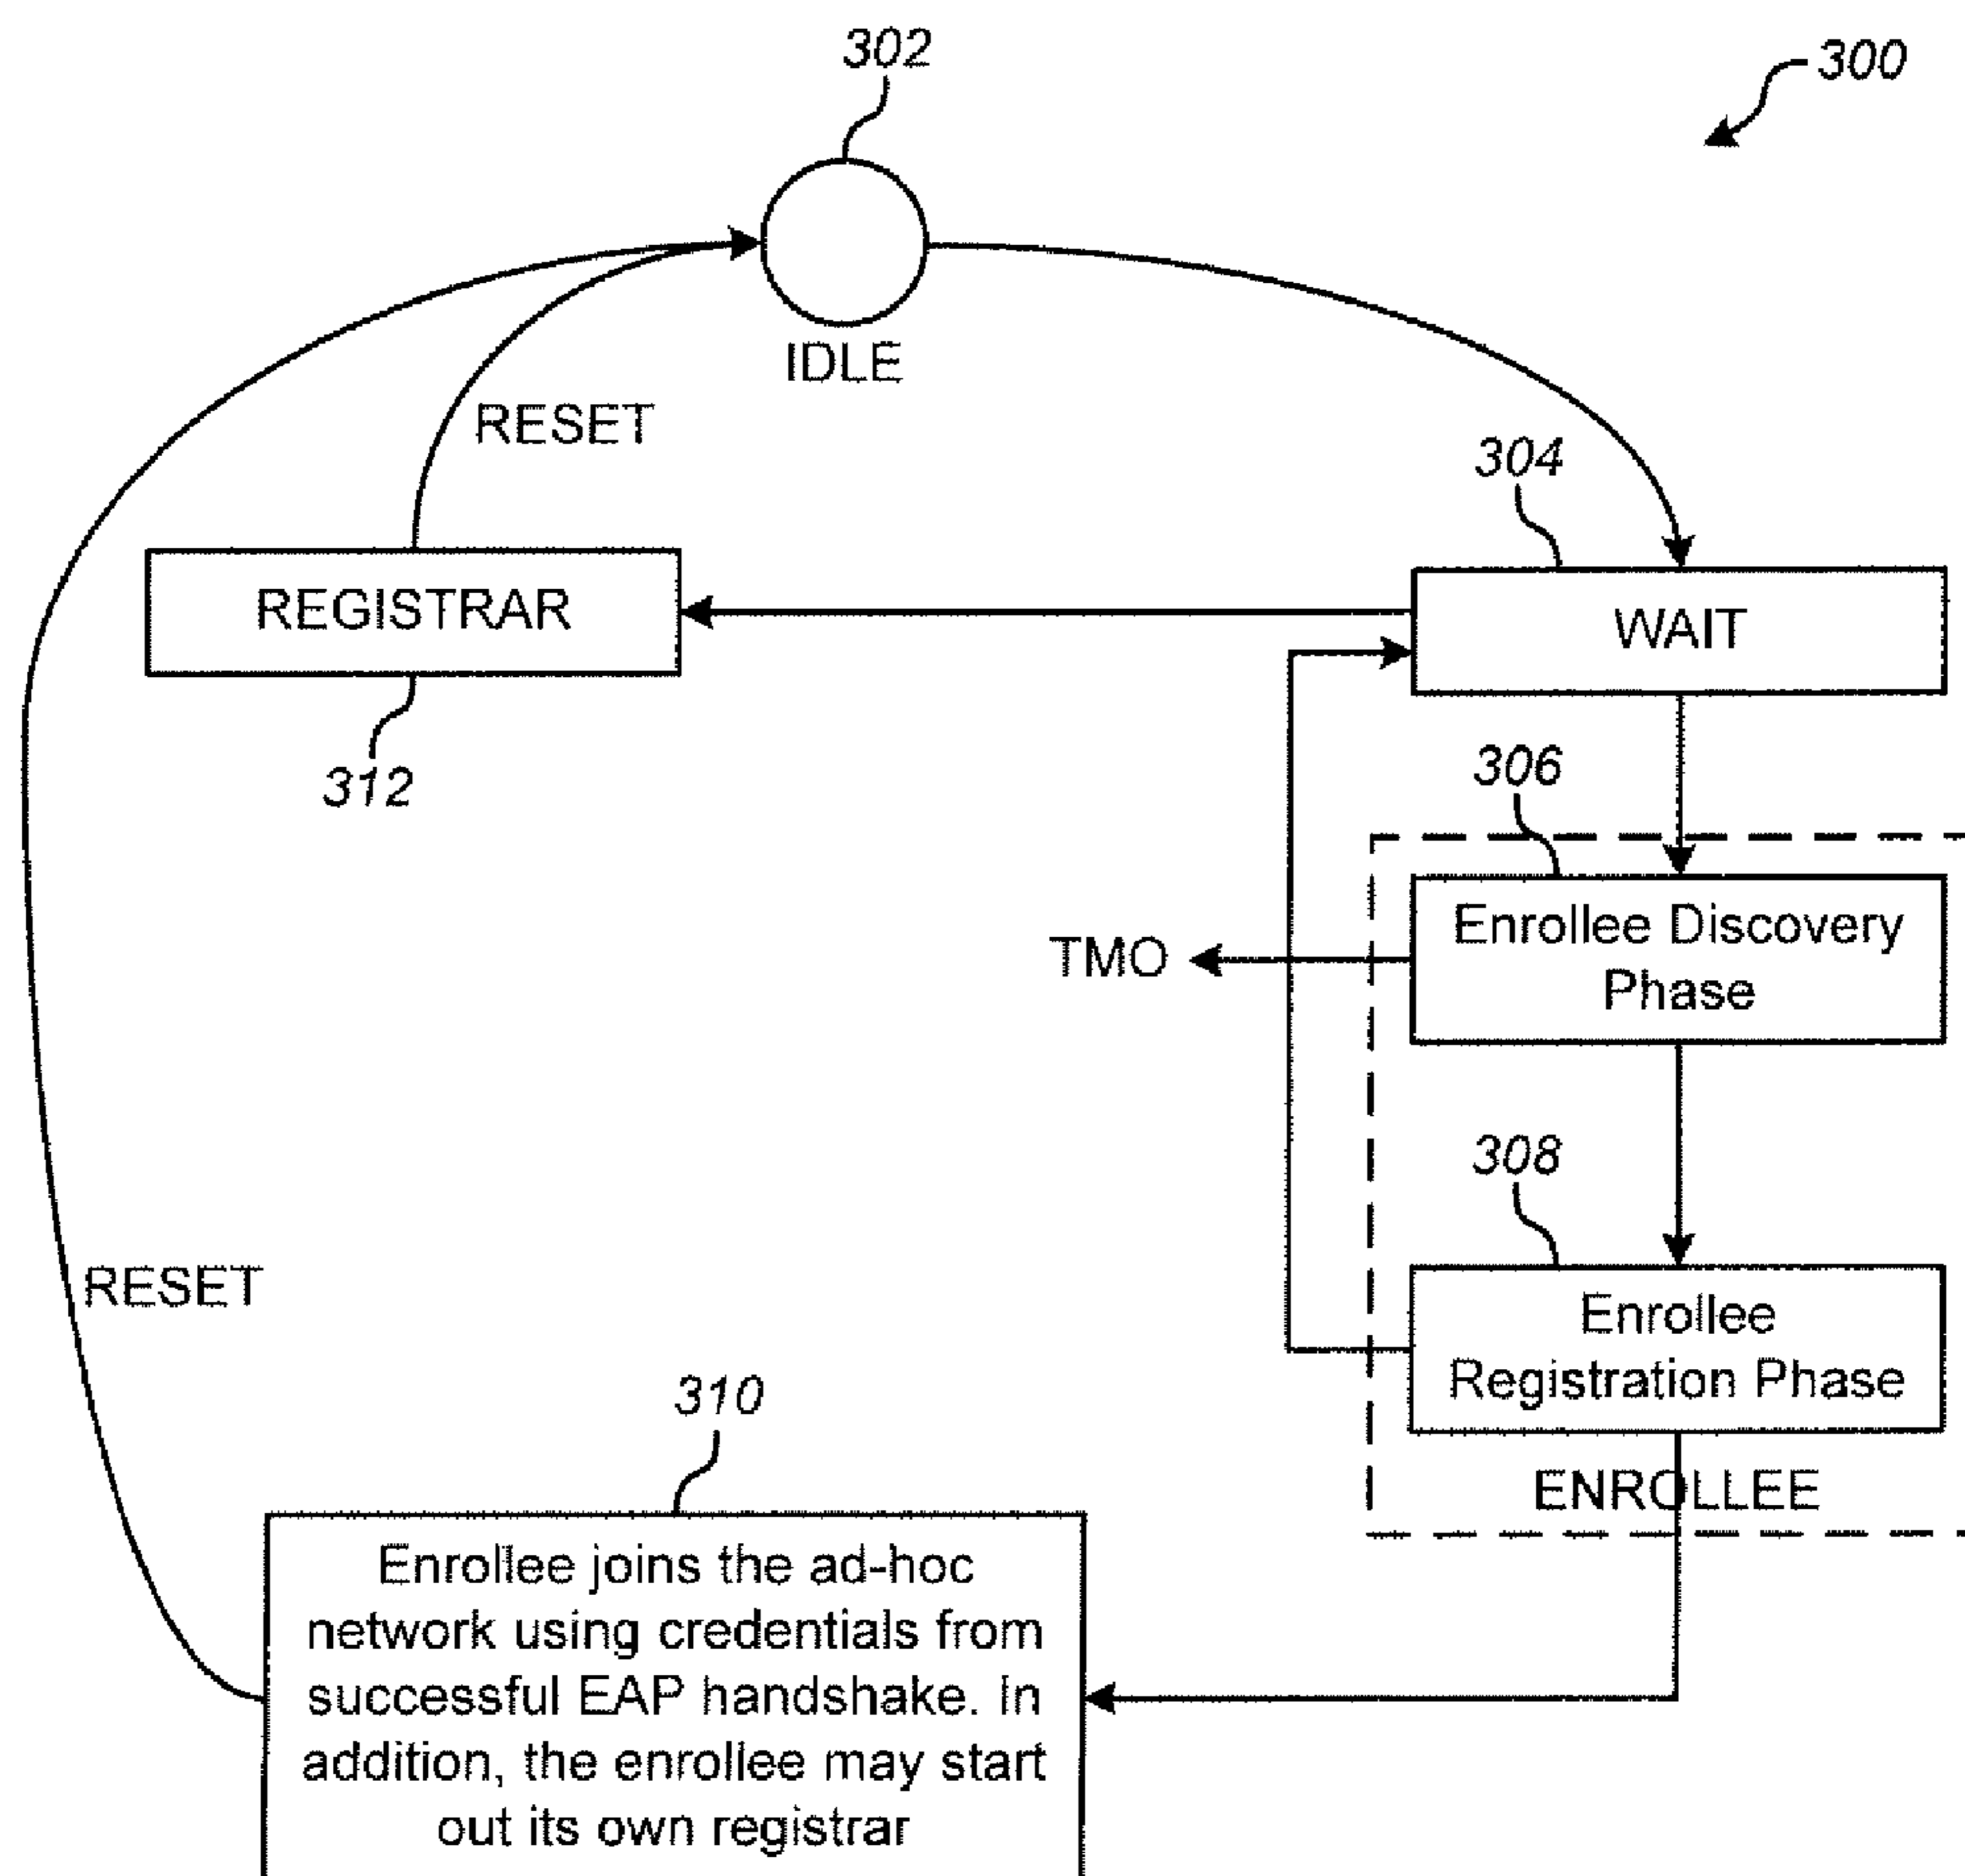 302
300
IDLE
RESET
304
REGISTRAR
WAIT
312
306
Enrollee Discovery
Phase
TMO
308
Enrollee
Registration Phase
RESET
310
ENROLLEE
Enrollee joins the ad-hoc
network using credentials from
successful EAP handshake. In
addition, the enrollee may start
out its own registrar